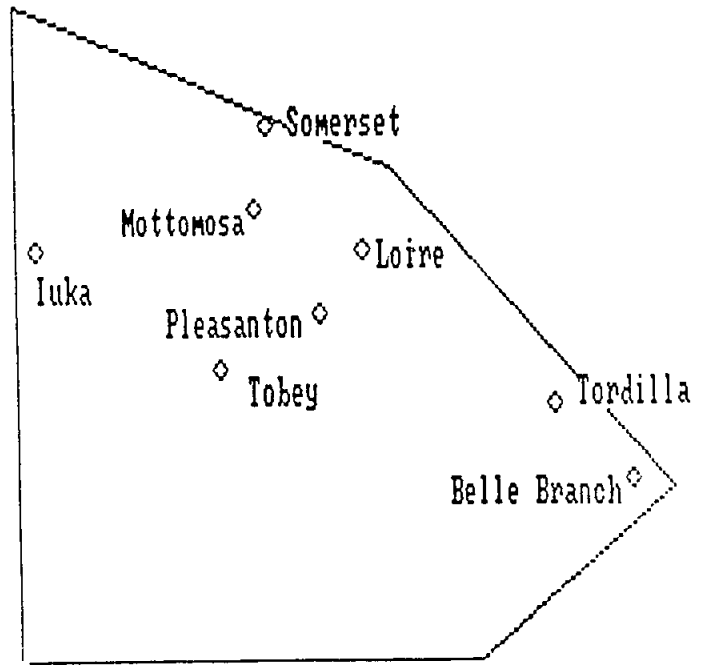 Somerset
Mottomosa
Loire
Iuka
Pleasanton
Tobey
Tordilla
Belle Branch